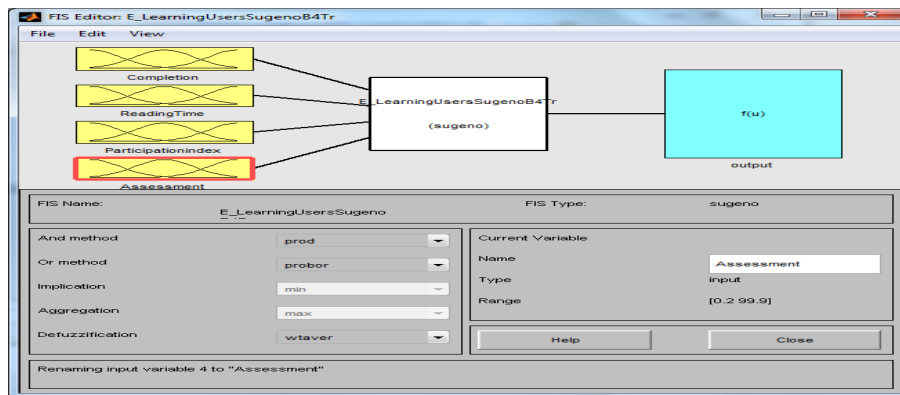 FIS Editor: E_LearningUsersSugenoB4Tr
File Edit View
Completion
ReadingTime
Participationindex
Assessment
E_LearningUsersSugenoB4Tr
(sugeno)
f(u)
output
FIS Name: E_LearningUsersSugeno FIS Type: sugeno
And method prod
Or method probor
Implication min
Aggregation max
Defuzzification wtaver
Current Variable
Name Assessment
Type input
Range [0.2 99.9]
Help Close
Renaming input variable 4 to "Assessment"